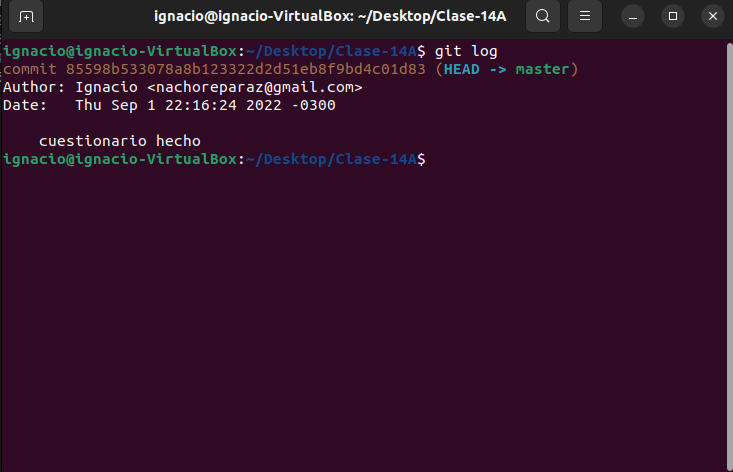 ignacio@ignacio-VirtualBox: ~/Desktop/Clase-14A
ignacio@ignacio-VirtualBox:~/Desktop/Clase-14A$ git log
commit 85598b533078a8b123322d2d51eb8f9bd4c01d83 (HEAD -> master)
Author: Ignacio <nachoreparaz@gmail.com>
Date:   Thu Sep 1 22:16:24 2022 -0300
    cuestionario hecho
ignacio@ignacio-VirtualBox:~/Desktop/Clase-14A$